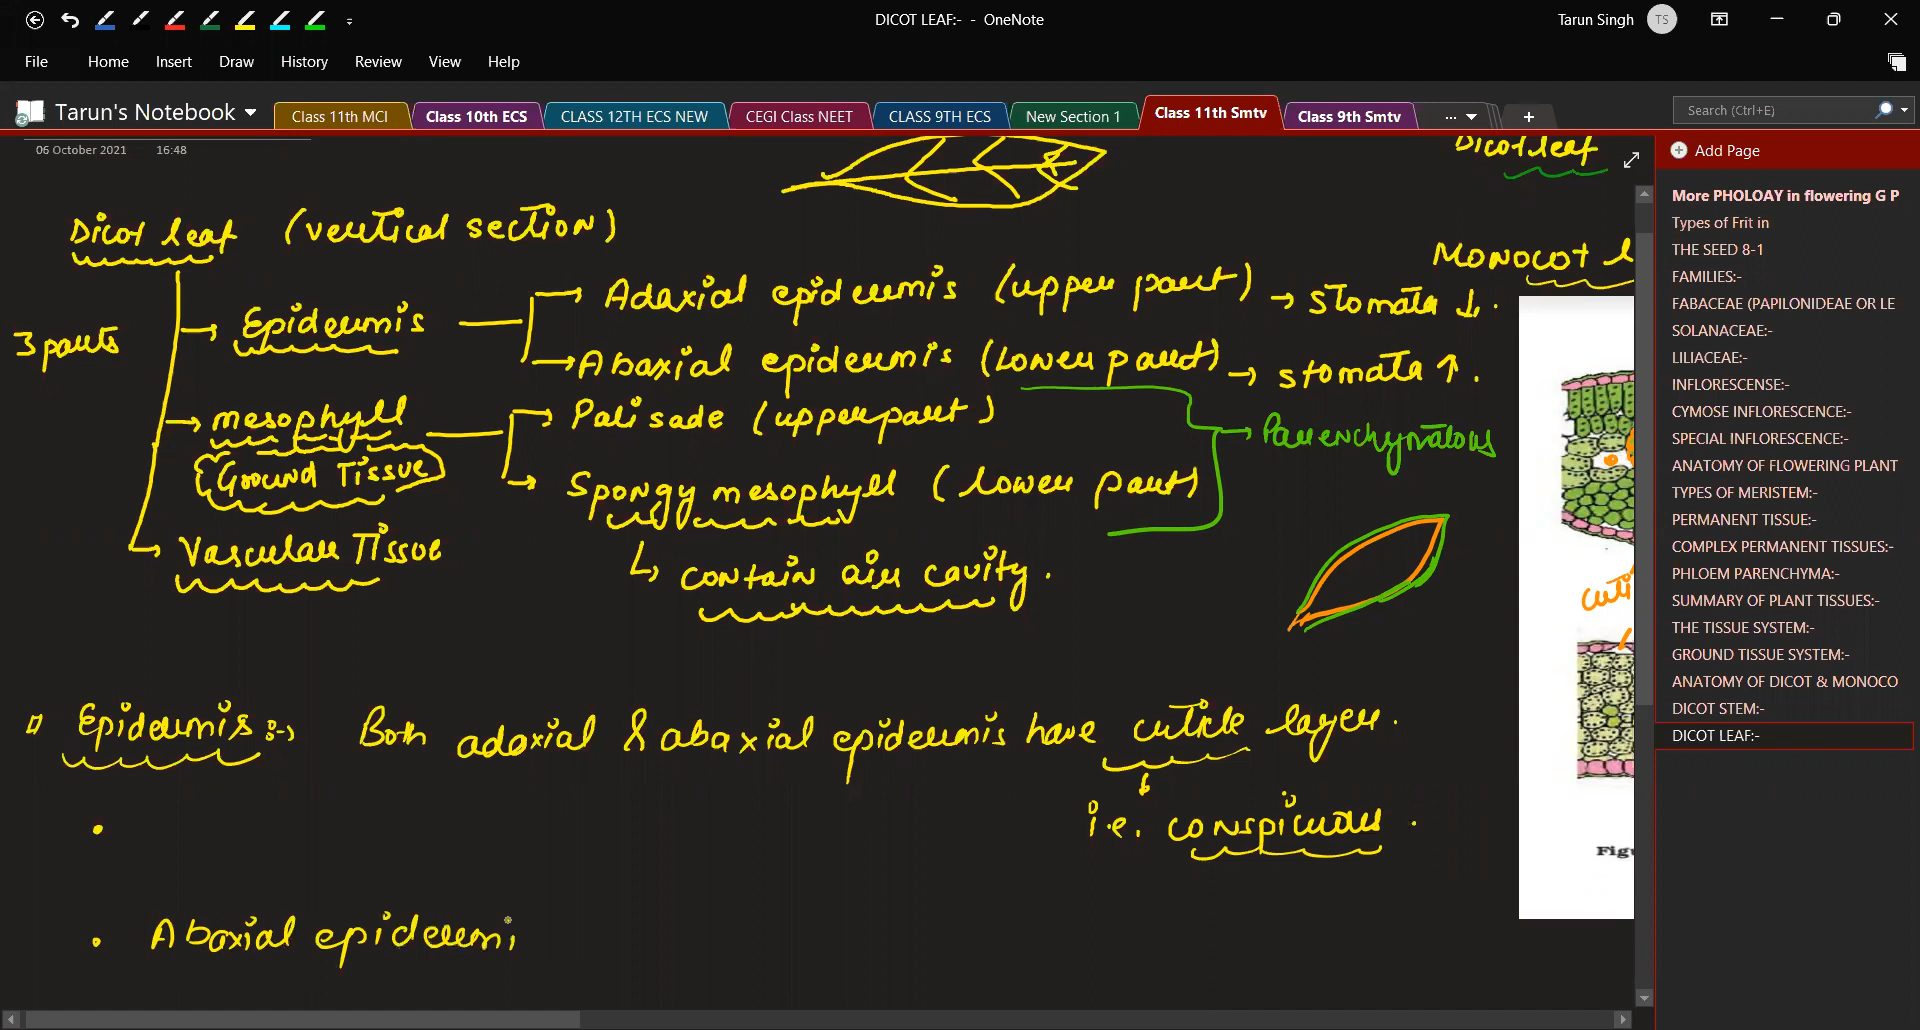 DICOT LEAF:- - OneNote
Tarun Singh TS
File Home Insert Draw History Review View Help
Tarun's Notebook
Class 11th MCI Class 10th ECS CLASS 12TH ECS NEW CEGI Class NEET CLASS 9TH ECS New Section 1 Class 11th Smtv Class 9th Smtv ... +
Search (Ctrl+E)
06 October 2021 16:48
Dicot leaf
Dicot leaf (vertical section)
Monocot l
3 parts
Epidermis
Adaxial epidermis (upper part) → stomata ↓.
Abaxial epidermis (Lower part) → stomata ↑.
mesophyll
(Ground Tissue)
Palisade (upper part)
Spongy mesophyll (lower part)
Parenchymatous
contain air cavity.
Vasculare Tissue
cuti
Epidermis :-> Both adaxial & abaxial epidermis have cuticle layer.
i.e. conspicuous.
Figu
• Abaxial epidermi
Add Page
More PHOLOAY in flowering G P
Types of Frit in
THE SEED 8-1
FAMILIES:-
FABACEAE (PAPILONIDEAE OR LE
SOLANACEAE:-
LILIACEAE:-
INFLORESCENSE:-
CYMOSE INFLORESCENCE:-
SPECIAL INFLORESCENCE:-
ANATOMY OF FLOWERING PLANT
TYPES OF MERISTEM:-
PERMANENT TISSUE:-
COMPLEX PERMANENT TISSUES:-
PHLOEM PARENCHYMA:-
SUMMARY OF PLANT TISSUES:-
THE TISSUE SYSTEM:-
GROUND TISSUE SYSTEM:-
ANATOMY OF DICOT & MONOCO
DICOT STEM:-
DICOT LEAF:-